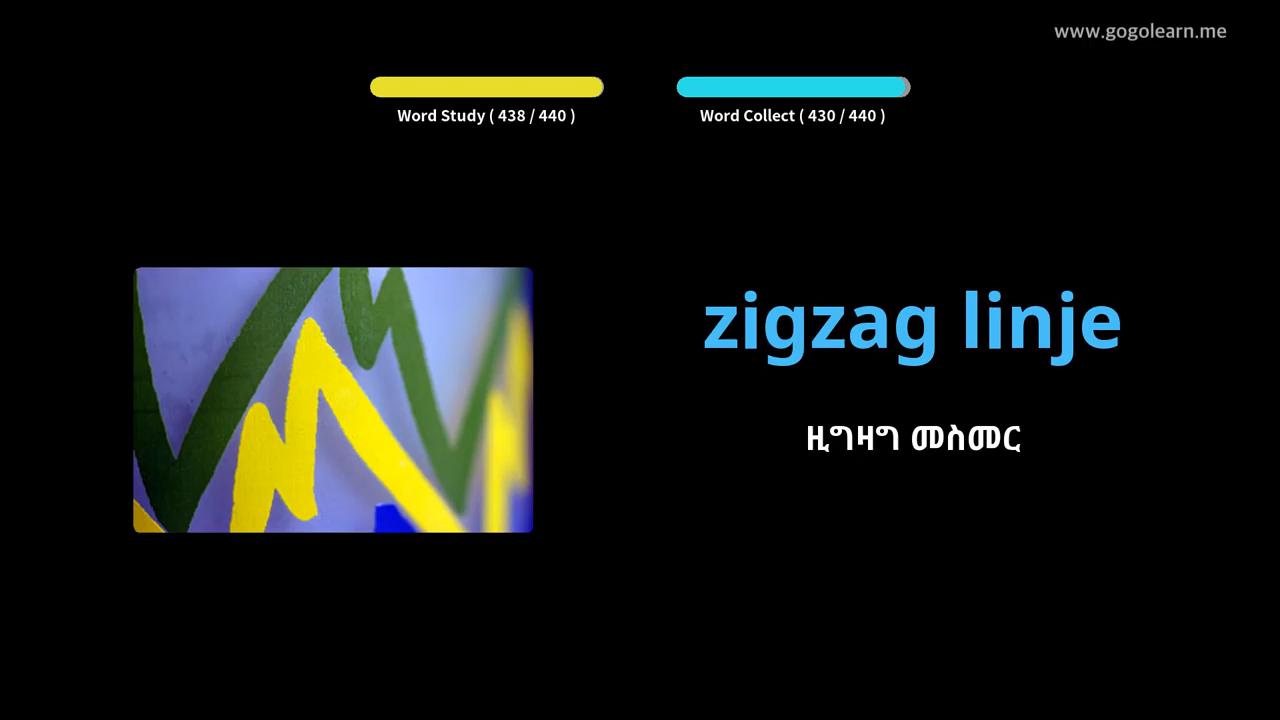 www.gogolearn.me
Word Study ( 438 / 440 )
Word Collect ( 430 / 440 )
zigzag linje
ዚግዛግ መስመር